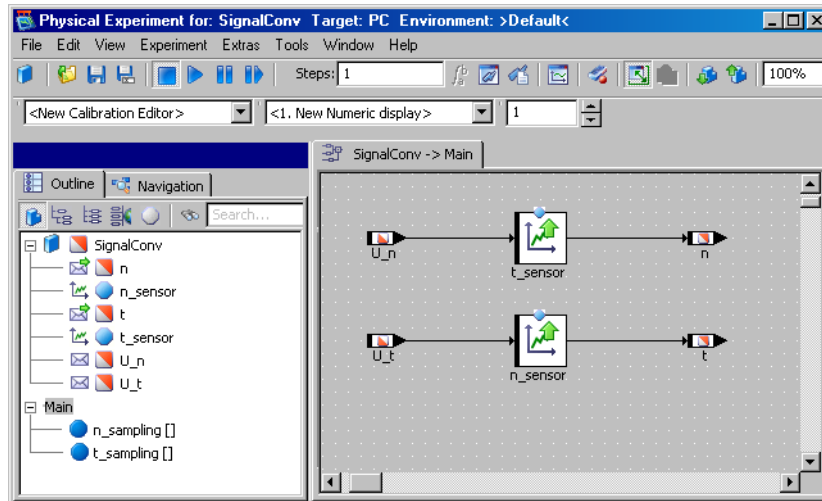 Physical Experiment for: SignalConv Target: PC Environment: >Default<
File Edit View Experiment Extras Tools Window Help
Steps: 1 100%
<New Calibration Editor> <1. New Numeric display> 1
SignalConv -> Main
Outline Navigation
Search...
SignalConv
n
n_sensor
t
t_sensor
U_n
U_t
Main
n_sampling []
t_sampling []
U_n n
t_sensor
U_t t
n_sensor